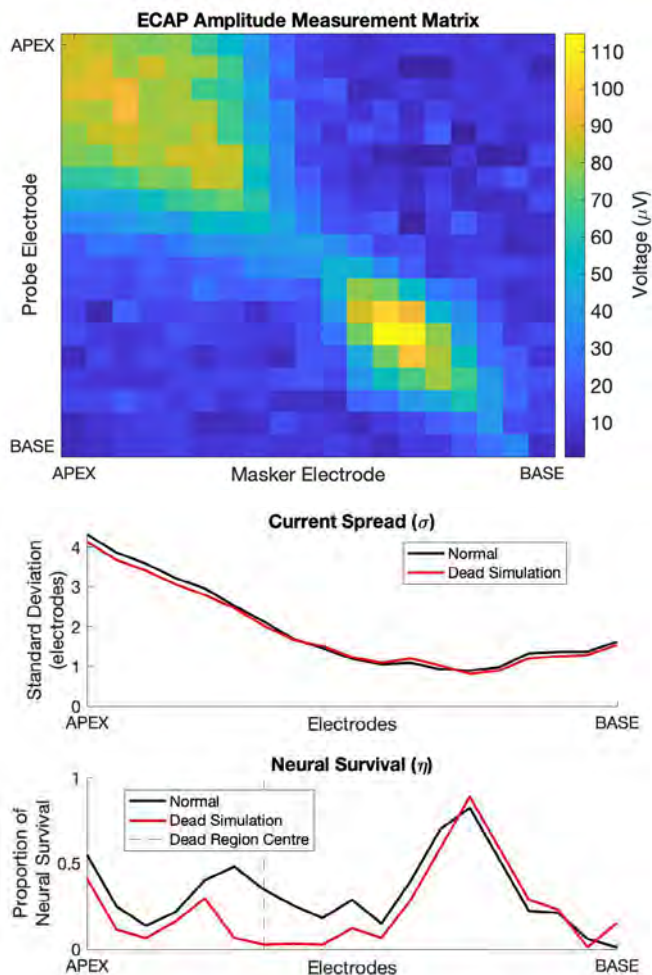 ECAP Amplitude Measurement Matrix
APEX
BASE
Probe Electrode
APEX
Masker Electrode
BASE
110
100
90
80
70
60
50
40
30
20
10
Voltage (μV)
Current Spread (σ)
Standard Deviation
(electrodes)
4
3
2
1
0
Normal
Dead Simulation
APEX
Electrodes
BASE
Neural Survival (η)
Proportion of
Neural Survival
1
0.5
0
Normal
Dead Simulation
Dead Region Centre
APEX
Electrodes
BASE